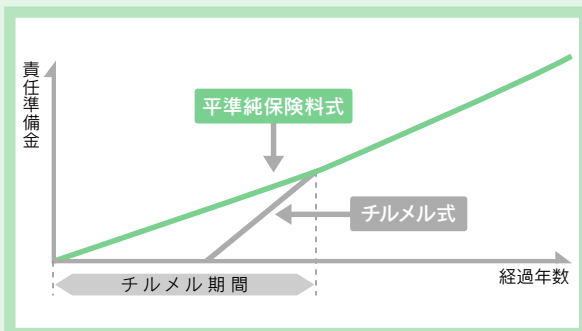 責任準備金
平準純保険料式
チルメル式
経過年数
チルメル期間